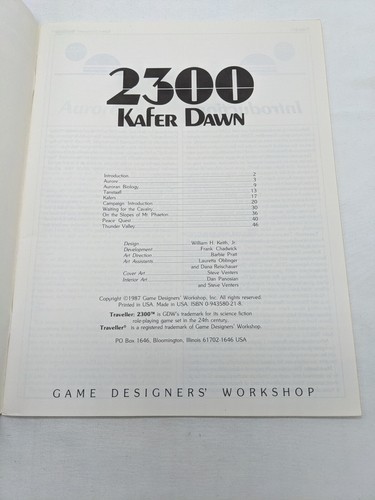 2300
KAFER DAWN
Introduction 2
Aurore 3
Aurorian Biology 9
Tanstaafl 13
Kafers 17
Campaign Introduction 20
Waiting for the Cavalry 30
On the Slopes of Mt. Phaeton 36
Peace Quest 40
Thunder Valley 46
Design William H. Keith, Jr.
Development Frank Chadwick
Art Direction Barbie Pratt
Art Assistants Lauretta Oblinger
and Dana Reischauer
Cover Art Steve Venters
Interior Art Dan Panosian
and Steve Venters
Copyright ©1987 Game Designers' Workshop, Inc. All rights reserved.
Printed in USA. Made in USA. ISBN 0-943580-21-8.
Traveller: 2300™ is GDW's trademark for its science fiction
role-playing game set in the 24th century.
Traveller® is a registered trademark of Game Designers' Workshop.
PO Box 1646, Bloomington, Illinois 61702-1646 USA
GAME DESIGNERS' WORKSHOP